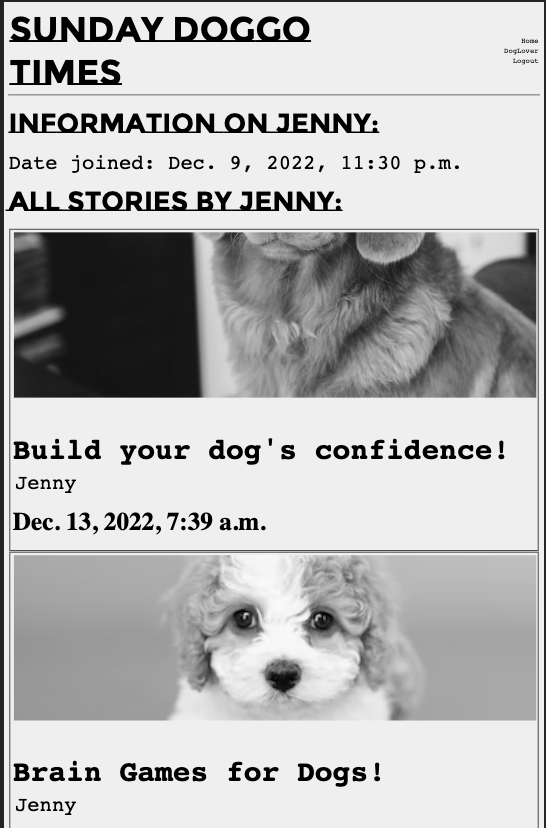 SUNDAY DOGGO
TIMES
Home
DogLover
Logout
INFORMATION ON JENNY:
Date joined: Dec. 9, 2022, 11:30 p.m.
ALL STORIES BY JENNY:
Build your dog's confidence!
Jenny
Dec. 13, 2022, 7:39 a.m.
Brain Games for Dogs!
Jenny